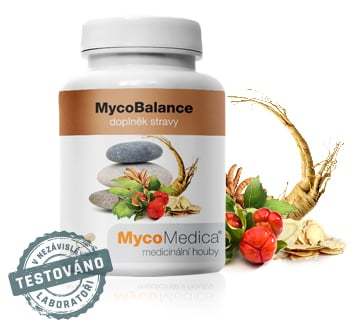 MycoBalance
doplněk stravy
MycoMedica®
medicinální houby
V NEZÁVISLÉ
TESTOVÁNO
LABORATOŘI